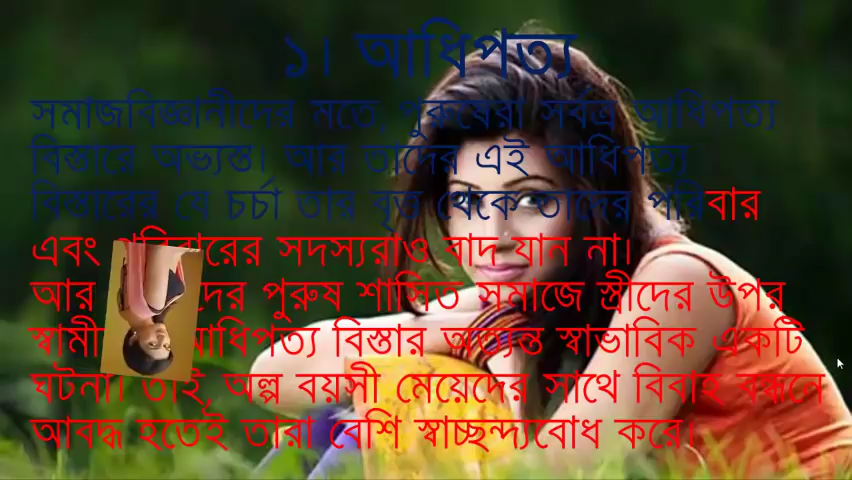 ১। আধিপত্য
সমাজবিজ্ঞানীদের মতে, পুরুষেরা সর্বত্র আধিপত্য
বিস্তারে অভ্যস্ত। আর তাদের এই আধিপত্য
বিস্তারের যে চর্চা তার বৃত্ত থেকে তাদের পরিবার
এবং পরিবারের সদস্যরাও বাদ যান না।
আর দের পুরুষ শাসিত সমাজে স্ত্রীদের উপর
স্বামী আধিপত্য বিস্তার অত্যন্ত স্বাভাবিক একটি
ঘটনা। তাই, অল্প বয়সী মেয়েদের সাথে বিবাহ বন্ধনে
আবদ্ধ হতেই তারা বেশি স্বাচ্ছন্দ্যবোধ করে।